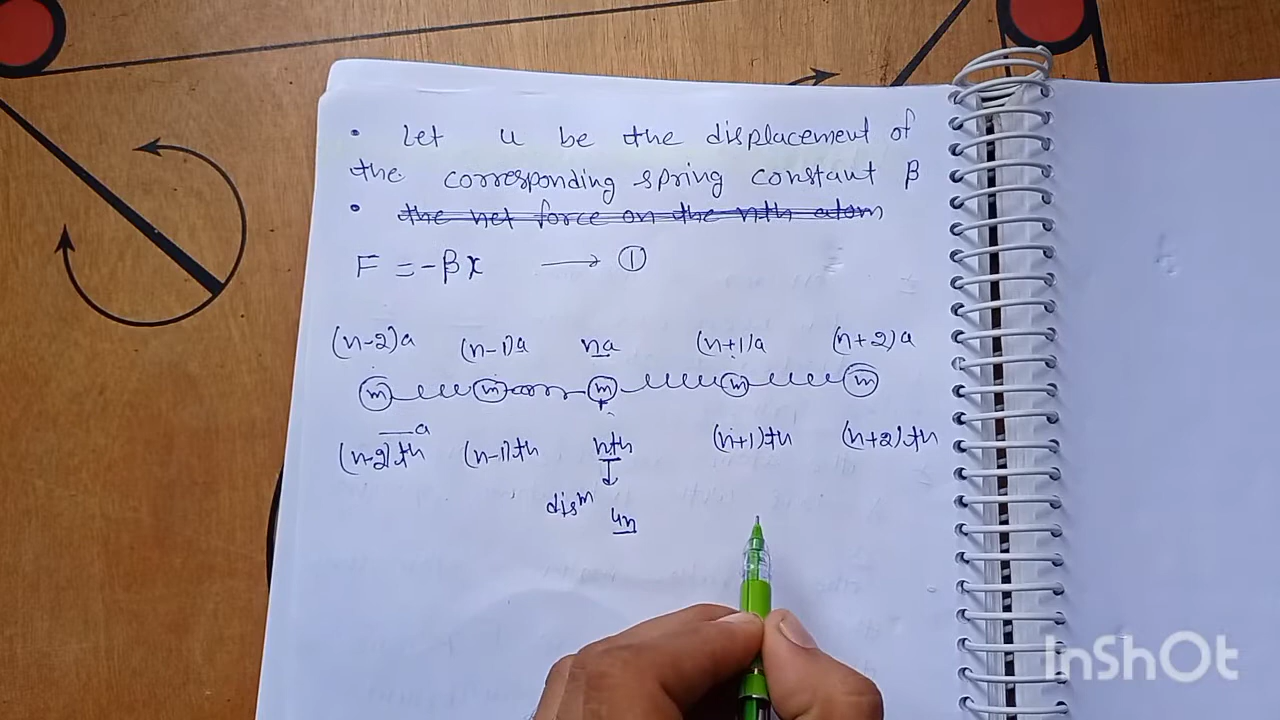 • Let u be the displacement of
the corresponding spring constant β
• the net force on the nth atom
F = -βx → ①
(n-2)a (n-1)a na (n+1)a (n+2)a
m m m m m
a
(n-2)th (n-1)th nth (n+1)th (n+2)th
disᵐ un
InShOt